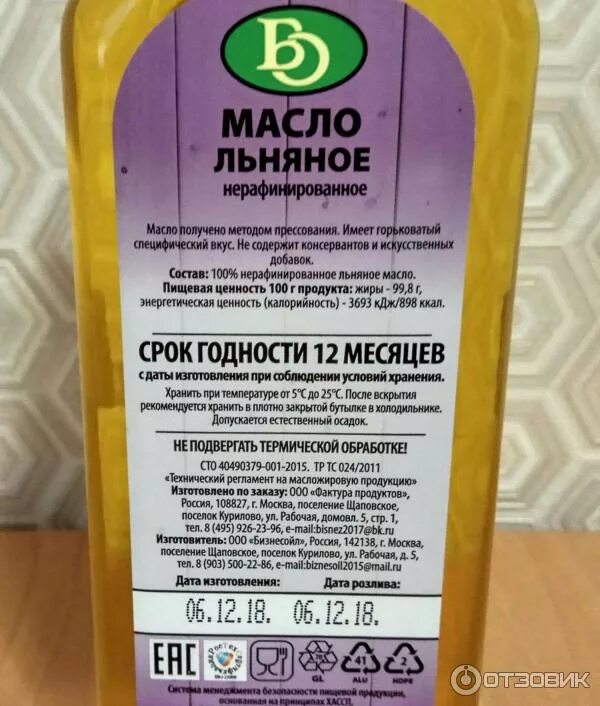 БО
МАСЛО
ЛЬНЯНОЕ
нерафинированное
Масло получено методом прессования. Имеет горьковатый
специфический вкус. Не содержит консервантов и искусственных
добавок.
Состав: 100% нерафинированное льняное масло.
Пищевая ценность 100 г продукта: жиры - 99,8 г,
энергетическая ценность (калорийность) - 3693 кДж/898 ккал.
СРОК ГОДНОСТИ 12 МЕСЯЦЕВ
с даты изготовления при соблюдении условий хранения.
Хранить при температуре от 5°С до 25°С. После вскрытия
рекомендуется хранить в плотно закрытой бутылке в холодильнике.
Допускается естественный осадок.
НЕ ПОДВЕРГАТЬ ТЕРМИЧЕСКОЙ ОБРАБОТКЕ!
СТО 40490379-001-2015. ТР ТС 024/2011
«Технический регламент на масложировую продукцию»
Изготовлено по заказу: ООО «Фактура продуктов»,
Россия, 108827, г. Москва, поселение Щаповское,
поселок Курилово, ул. Рабочая, домовл. 5, стр. 1,
тел. 8 (495) 926-23-96, e-mail:bisnez2017@bk.ru
Изготовитель: ООО «Бизнесойл», Россия, 142138, г. Москва,
поселение Щаповское, поселок Курилово, ул. Рабочая, д. 5,
тел. 8 (903) 500-22-86, e-mail:biznesoil2015@mail.ru
Дата изготовления: Дата розлива:
06.12.18. 06.12.18.
EAC
GL 41 ALU 2 HDPE
Система менеджмента безопасности пищевой продукции,
основанная на принципах ХАССП.
ОТЗОВИК